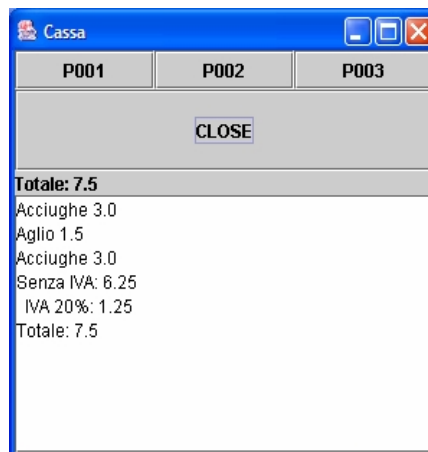 Cassa
P001 P002 P003
CLOSE
Totale: 7.5
Acciughe 3.0
Aglio 1.5
Acciughe 3.0
Senza IVA: 6.25
IVA 20%: 1.25
Totale: 7.5